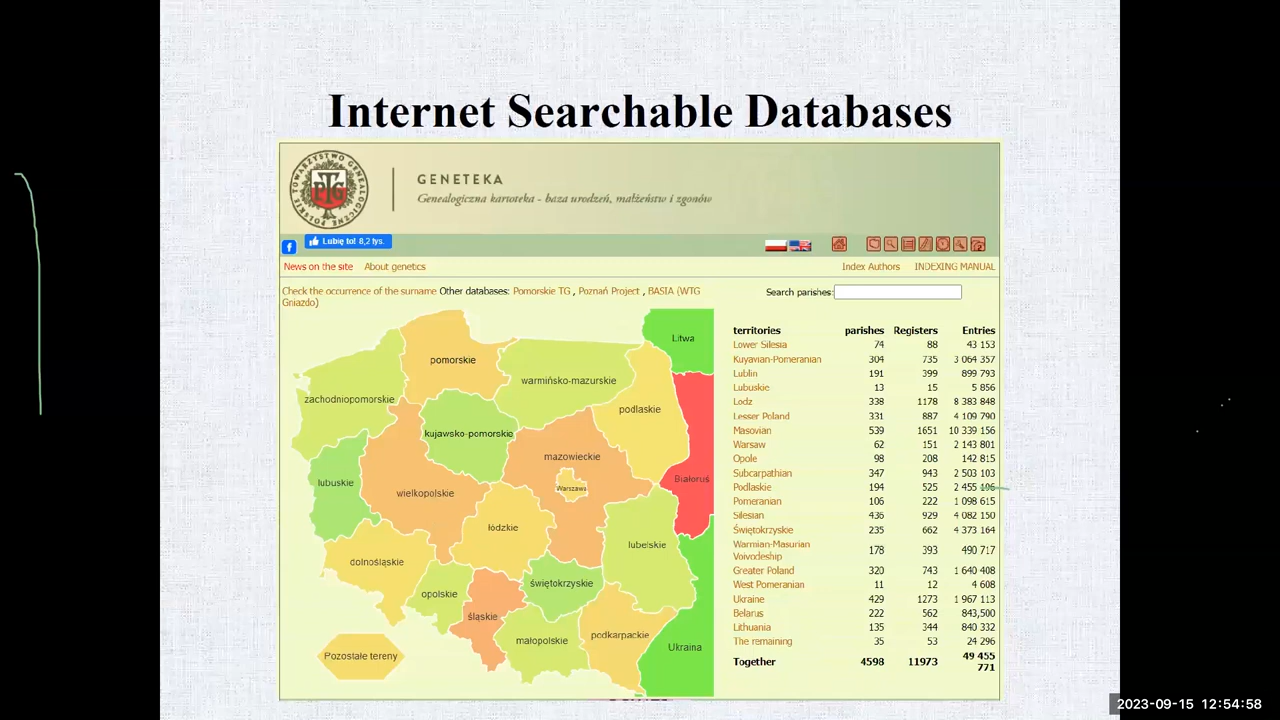 Internet Searchable Databases
GENETEKA
Genealogiczna kartoteka - baza urodzeń, małżeństw i zgonów
Lubię to! 8,2 tys.
News on the site About genetics Index Authors INDEXING MANUAL
Check the occurrence of the surname Other databases: Pomorskie TG , Poznań Project , BASIA (WTG
Gniazdo)
Search parishes:
Litwa
pomorskie
warmińsko-mazurskie
zachodniopomorskie
podlaskie
kujawsko-pomorskie
mazowieckie
Białoruś
lubuskie
wielkopolskie
Warszawa
łódzkie
lubelskie
dolnośląskie
świętokrzyskie
opolskie
śląskie
podkarpackie
małopolskie
Ukraina
Pozostałe tereny
territories parishes Registers Entries
Lower Silesia 74 88 43 153
Kuyavian-Pomeranian 304 735 3 064 357
Lublin 191 399 899 793
Lubuskie 13 15 5 856
Lodz 338 1178 8 383 848
Lesser Poland 331 887 4 109 790
Masovian 539 1651 10 339 156
Warsaw 62 151 2 143 801
Opole 98 208 142 815
Subcarpathian 347 943 2 503 103
Podlaskie 194 525 2 455
Pomeranian 106 222 1 098 615
Silesian 436 929 4 082 150
Świętokrzyskie 235 662 4 373 164
Warmian-Masurian
Voivodeship 178 393 490 717
Greater Poland 320 743 1 640 408
West Pomeranian 11 12 4 608
Ukraine 429 1273 1 967 113
Belarus 222 562 843,500
Lithuania 135 344 840 332
The remaining 35 53 24 296
Together 4598 11973 49 455
771
2023-09-15 12:54:58